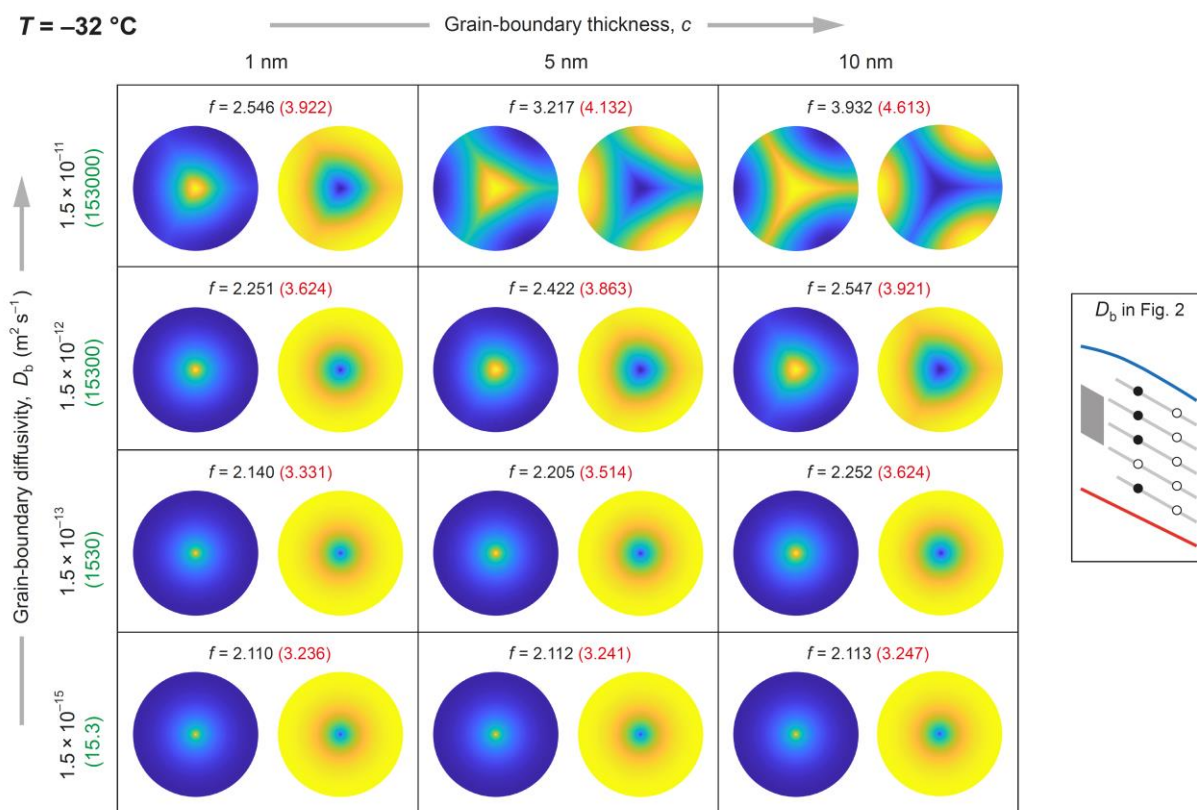 T = –32 °C
Grain-boundary thickness, c
1 nm 5 nm 10 nm
Grain-boundary diffusivity, D_b (m² s⁻¹)
1.5 × 10⁻¹¹
(153000)
f = 2.546 (3.922) f = 3.217 (4.132) f = 3.932 (4.613)
1.5 × 10⁻¹²
(15300)
f = 2.251 (3.624) f = 2.422 (3.863) f = 2.547 (3.921)
1.5 × 10⁻¹³
(1530)
f = 2.140 (3.331) f = 2.205 (3.514) f = 2.252 (3.624)
1.5 × 10⁻¹⁵
(15.3)
f = 2.110 (3.236) f = 2.112 (3.241) f = 2.113 (3.247)
D_b in Fig. 2